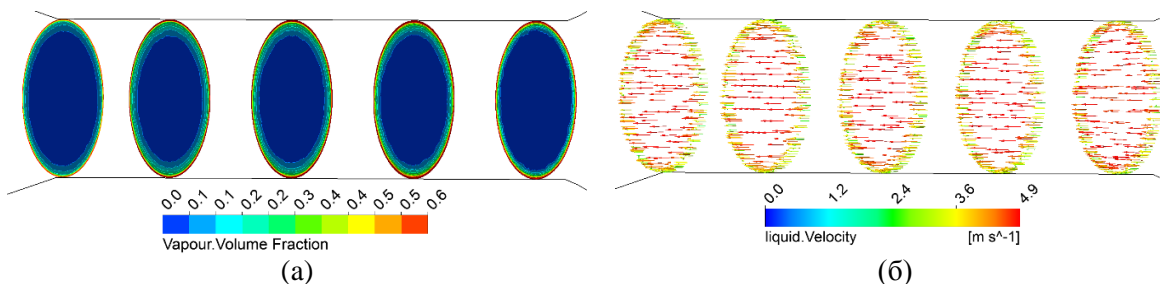 0.0 0.1 0.1 0.2 0.2 0.3 0.4 0.4 0.5 0.5 0.6
Vapour.Volume Fraction
(а)
0.0 1.2 2.4 3.6 4.9
liquid.Velocity [m s^-1]
(б)